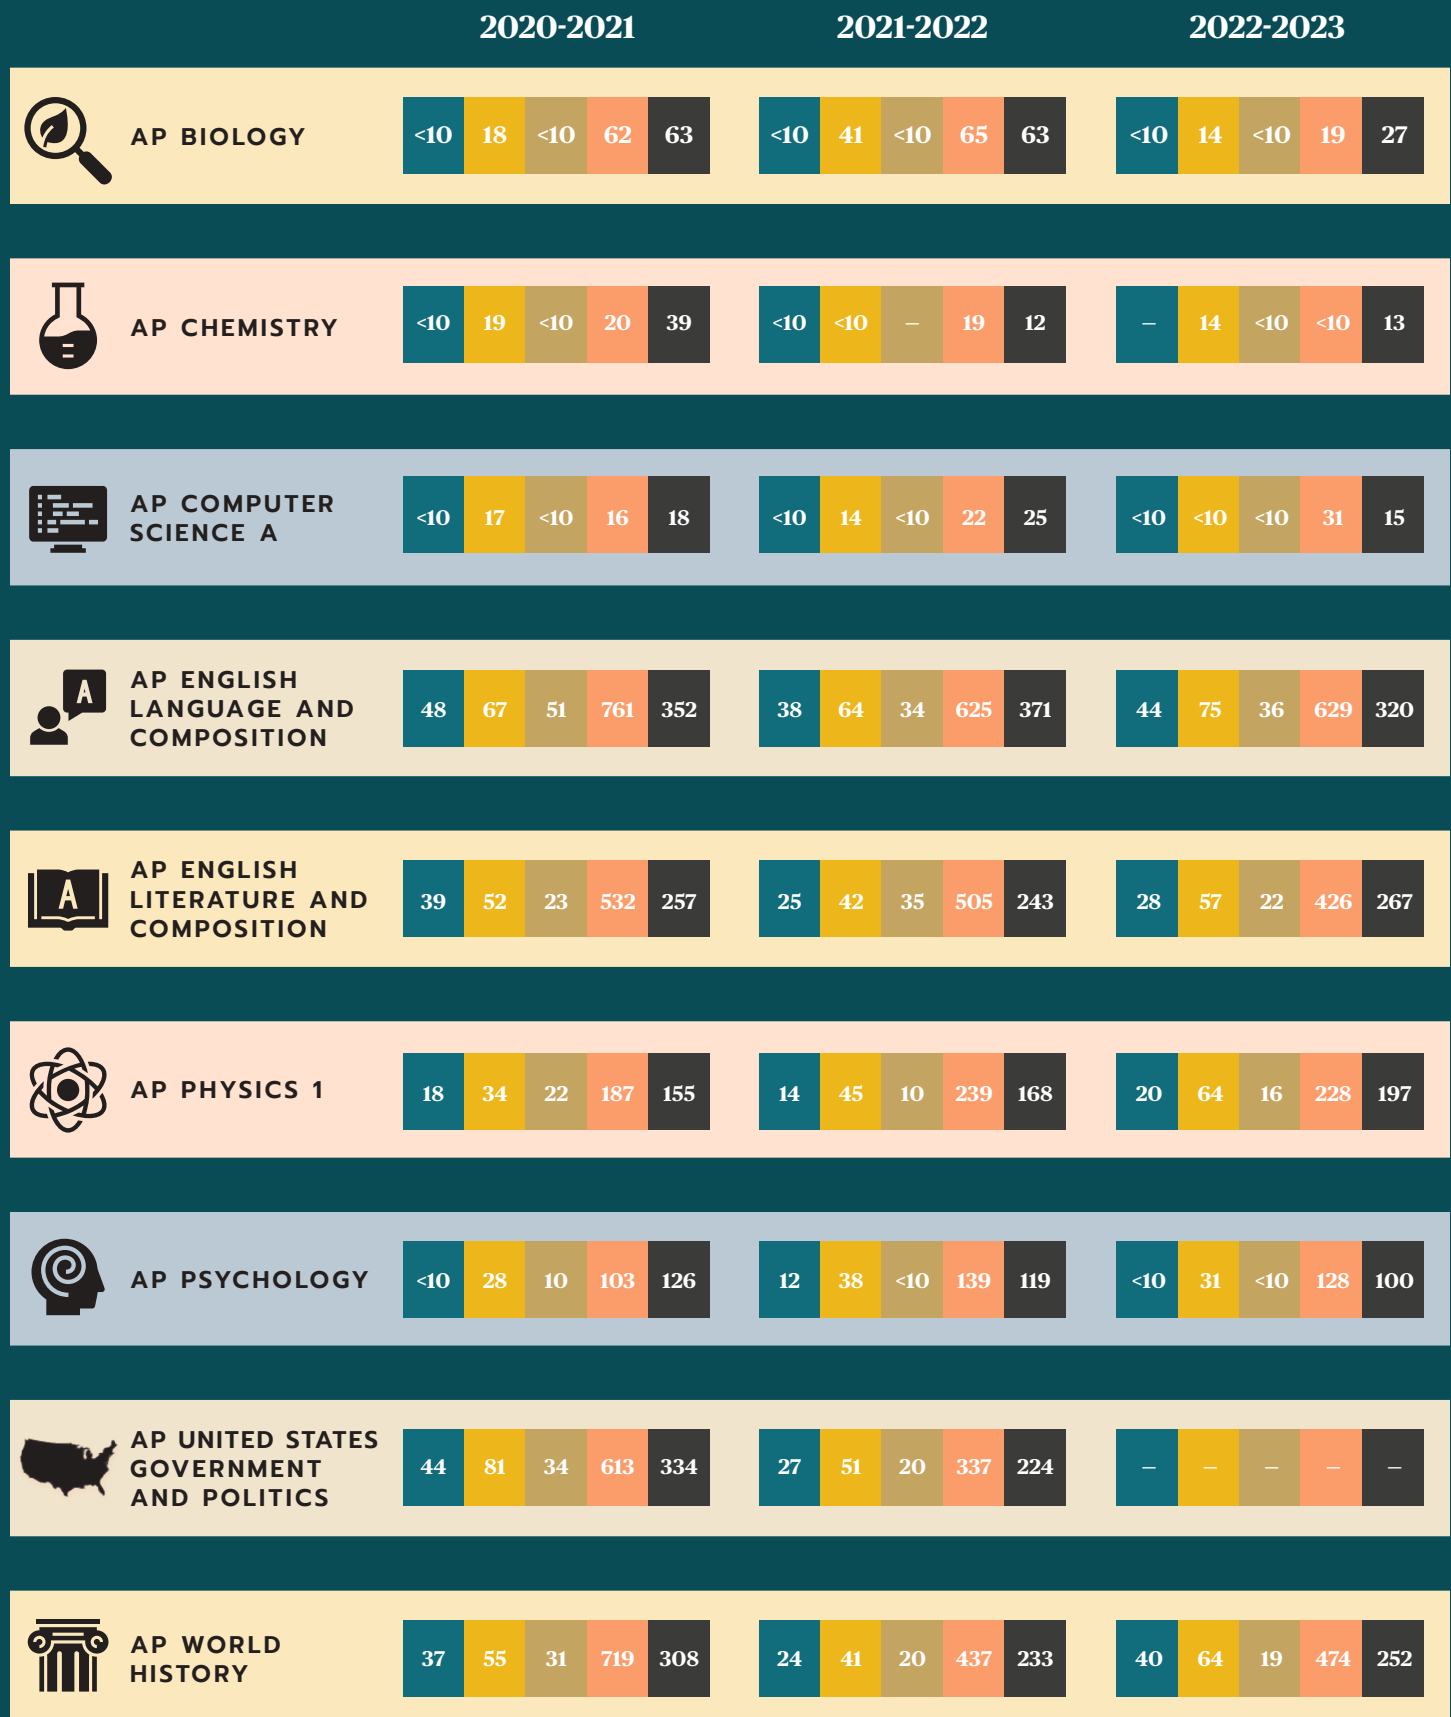 2020-2021 2021-2022 2022-2023
AP BIOLOGY <10 18 <10 62 63 <10 41 <10 65 63 <10 14 <10 19 27
AP CHEMISTRY <10 19 <10 20 39 <10 <10 – 19 12 – 14 <10 <10 13
AP COMPUTER
SCIENCE A <10 17 <10 16 18 <10 14 <10 22 25 <10 <10 <10 31 15
AP ENGLISH
LANGUAGE AND
COMPOSITION
48 67 51 761 352 38 64 34 625 371 44 75 36 629 320
AP ENGLISH
LITERATURE AND
COMPOSITION
A
A
39 52 23 532 257 25 42 35 505 243 28 57 22 426 267
AP PHYSICS 1 18 34 22 187 155 14 45 10 239 168 20 64 16 228 197
AP PSYCHOLOGY <10 28 10 103 126 12 38 <10 139 119 <10 31 <10 128 100
AP UNITED STATES
GOVERNMENT
AND POLITICS
44 81 34 613 334 27 51 20 337 224 – – – – –
AP WORLD
HISTORY
37 55 31 719 308 24 41 20 437 233 40 64 19 474 252